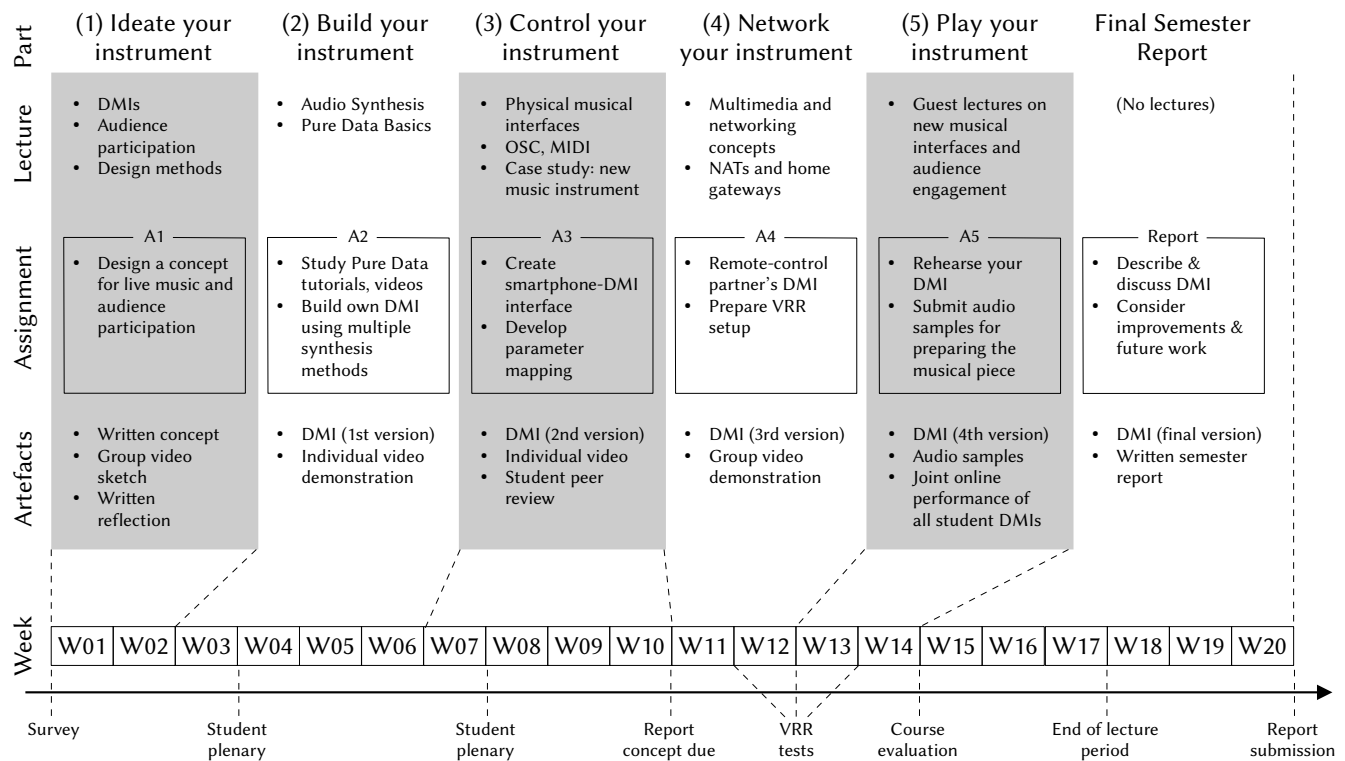 Part
(1) Ideate your
instrument
(2) Build your
instrument
(3) Control your
instrument
(4) Network
your instrument
(5) Play your
instrument
Final Semester
Report
Lecture
• DMIs
• Audience
participation
• Design methods
• Audio Synthesis
• Pure Data Basics
• Physical musical
interfaces
• OSC, MIDI
• Case study: new
music instrument
• Multimedia and
networking
concepts
• NATs and home
gateways
• Guest lectures on
new musical
interfaces and
audience
engagement
(No lectures)
Assignment
A1
• Design a concept
for live music and
audience
participation
A2
• Study Pure Data
tutorials, videos
• Build own DMI
using multiple
synthesis
methods
A3
• Create
smartphone-DMI
interface
• Develop
parameter
mapping
A4
• Remote-control
partner's DMI
• Prepare VRR
setup
A5
• Rehearse your
DMI
• Submit audio
samples for
preparing the
musical piece
Report
• Describe &
discuss DMI
• Consider
improvements &
future work
Artefacts
• Written concept
• Group video
sketch
• Written
reflection
• DMI (1st version)
• Individual video
demonstration
• DMI (2nd version)
• Individual video
• Student peer
review
• DMI (3rd version)
• Group video
demonstration
• DMI (4th version)
• Audio samples
• Joint online
performance of
all student DMIs
• DMI (final version)
• Written semester
report
Week
W01 W02 W03 W04 W05 W06 W07 W08 W09 W10 W11 W12 W13 W14 W15 W16 W17 W18 W19 W20
Survey
Student
plenary
Student
plenary
Report
concept due
VRR
tests
Course
evaluation
End of lecture
period
Report
submission